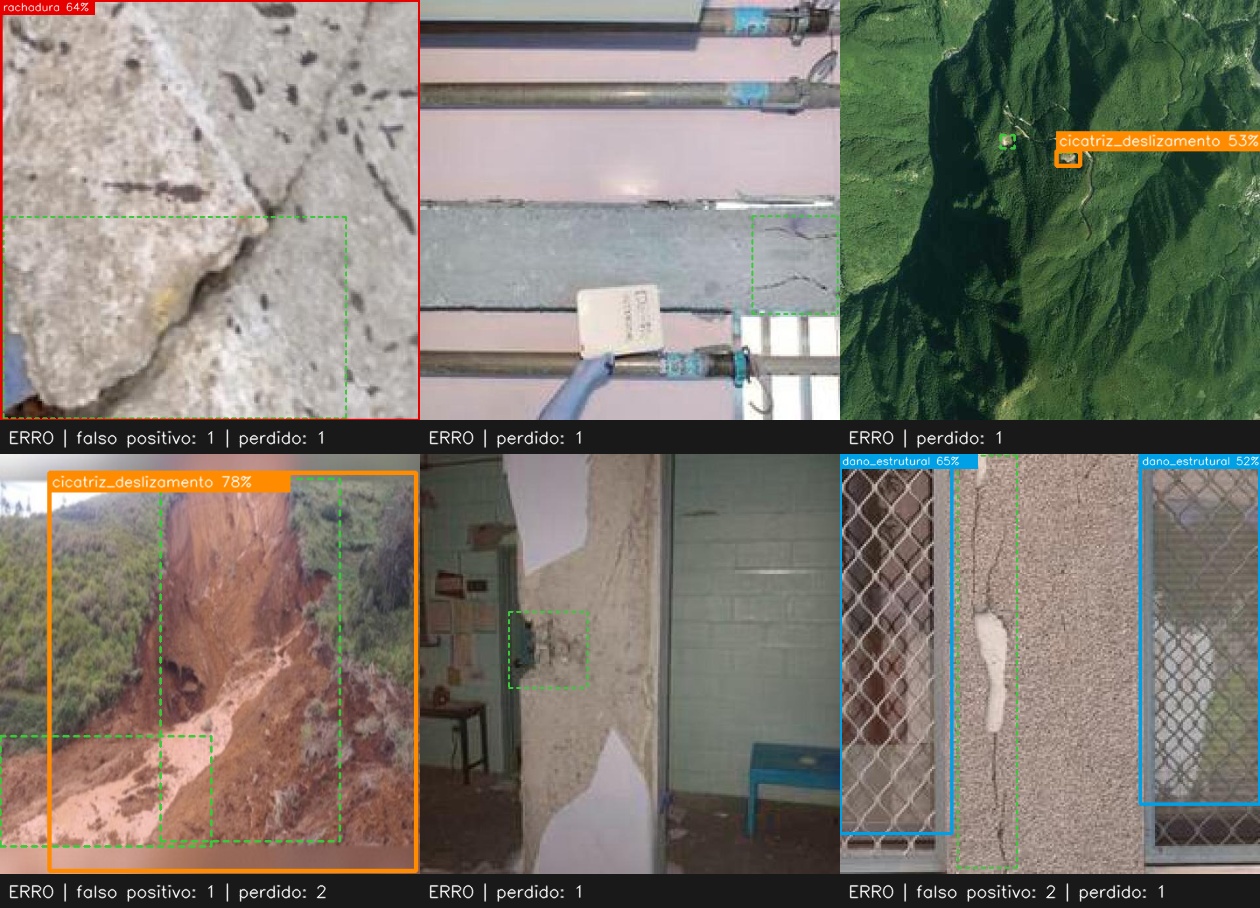 rachadura 64%
cicatriz_deslizamento 53%
ERRO | falso positivo: 1 | perdido: 1
ERRO | perdido: 1
ERRO | perdido: 1
cicatriz_deslizamento 78%
dano_estrutural 65%
dano_estrutural 52%
ERRO | falso positivo: 1 | perdido: 2
ERRO | perdido: 1
ERRO | falso positivo: 2 | perdido: 1